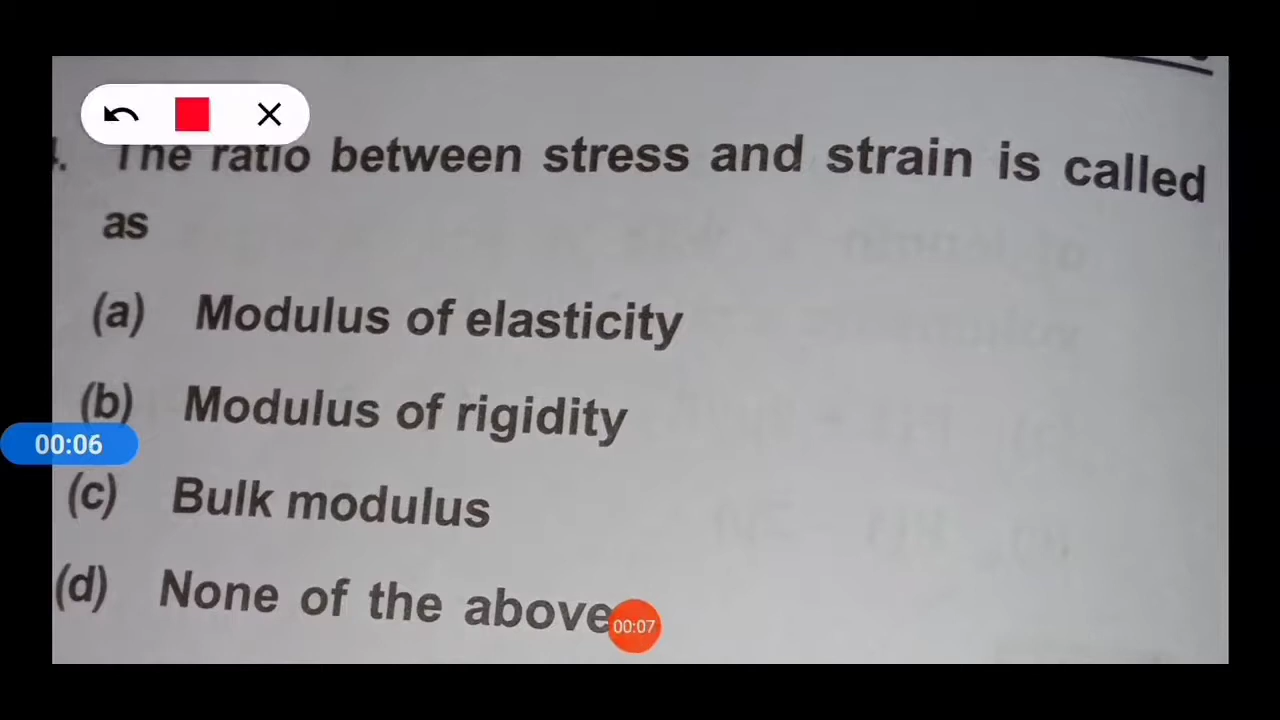 The ratio between stress and strain is called
as
(a) Modulus of elasticity
(b) Modulus of rigidity
00:06
(c) Bulk modulus
(d) None of the above
00:07